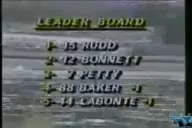 LEADER BOARD
1- 15 RUDD
2- 12 BONNETT
3- 7 PETTY
4-88 BAKER -1
5-44 LABONTE -1
TV